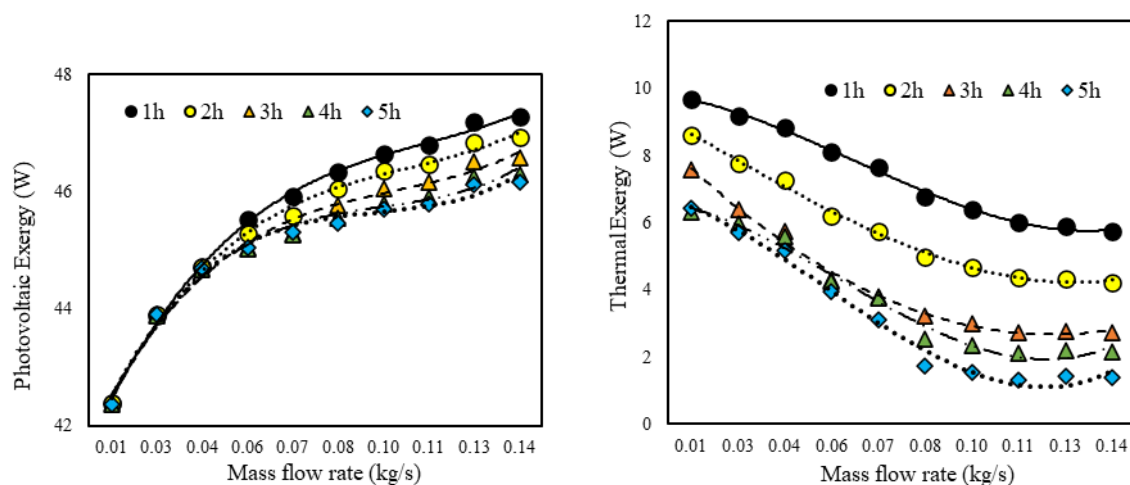 48
1h 2h 3h 4h 5h
46
44
42
Photovoltaic Exergy (W)
0.01 0.03 0.04 0.06 0.07 0.08 0.10 0.11 0.13 0.14
Mass flow rate (kg/s)
12
10
1h 2h 3h 4h 5h
8
6
4
2
0
Thermal Exergy (W)
0.01 0.03 0.04 0.06 0.07 0.08 0.10 0.11 0.13 0.14
Mass flow rate (kg/s)